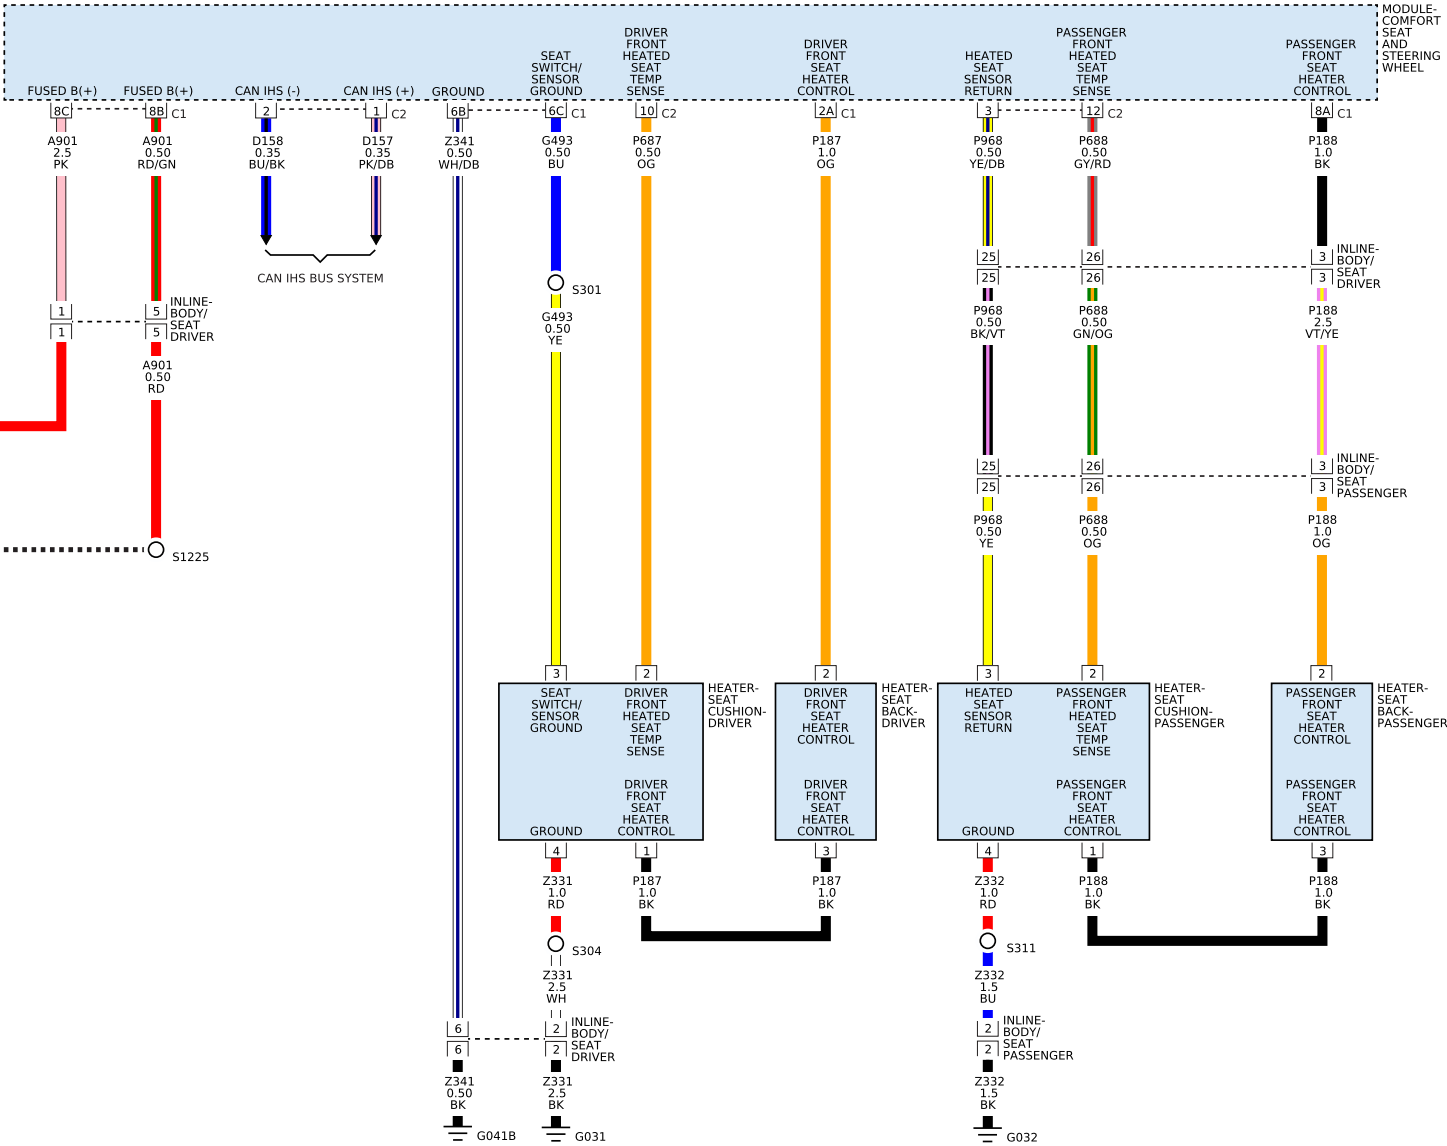 MODULE-
COMFORT
SEAT
AND
STEERING
WHEEL
FUSED B(+)
FUSED B(+)
CAN IHS (-)
CAN IHS (+)
GROUND
SEAT
SWITCH/
SENSOR
GROUND
DRIVER
FRONT
HEATED
SEAT
TEMP
SENSE
DRIVER
FRONT
SEAT
HEATER
CONTROL
HEATED
SEAT
SENSOR
RETURN
PASSENGER
FRONT
HEATED
SEAT
TEMP
SENSE
PASSENGER
FRONT
SEAT
HEATER
CONTROL
8C
8B
C1
2
1
C2
6B
6C
C1
10
C2
2A
C1
3
12
C2
8A
C1
A901
2.5
PK
A901
0.50
RD/GN
D158
0.35
BU/BK
D157
0.35
PK/DB
Z341
0.50
WH/DB
G493
0.50
BU
P687
0.50
OG
P187
1.0
OG
P968
0.50
YE/DB
P688
0.50
GY/RD
P188
1.0
BK
CAN IHS BUS SYSTEM
25
25
26
26
3
3
INLINE-
BODY/
SEAT
DRIVER
S301
1
1
5
5
INLINE-
BODY/
SEAT
DRIVER
G493
0.50
YE
P968
0.50
BK/VT
P688
0.50
GN/OG
P188
2.5
VT/YE
A901
0.50
RD
25
25
26
26
3
3
INLINE-
BODY/
SEAT
PASSENGER
P968
0.50
YE
P688
0.50
OG
P188
1.0
OG
S1225
3
2
2
3
2
2
SEAT
SWITCH/
SENSOR
GROUND
DRIVER
FRONT
HEATED
SEAT
TEMP
SENSE
HEATER-
SEAT
CUSHION-
DRIVER
DRIVER
FRONT
SEAT
HEATER
CONTROL
HEATER-
SEAT
BACK-
DRIVER
HEATED
SEAT
SENSOR
RETURN
PASSENGER
FRONT
HEATED
SEAT
TEMP
SENSE
HEATER-
SEAT
CUSHION-
PASSENGER
PASSENGER
FRONT
SEAT
HEATER
CONTROL
HEATER-
SEAT
BACK-
PASSENGER
GROUND
DRIVER
FRONT
SEAT
HEATER
CONTROL
DRIVER
FRONT
SEAT
HEATER
CONTROL
GROUND
PASSENGER
FRONT
SEAT
HEATER
CONTROL
PASSENGER
FRONT
SEAT
HEATER
CONTROL
4
1
3
4
1
3
Z331
1.0
RD
P187
1.0
BK
P187
1.0
BK
Z332
1.0
RD
P188
1.0
BK
P188
1.0
BK
S304
S311
Z331
2.5
WH
Z332
1.5
BU
6
6
2
2
INLINE-
BODY/
SEAT
DRIVER
2
2
INLINE-
BODY/
SEAT
PASSENGER
Z341
0.50
BK
Z331
2.5
BK
Z332
1.5
BK
G041B
G031
G032